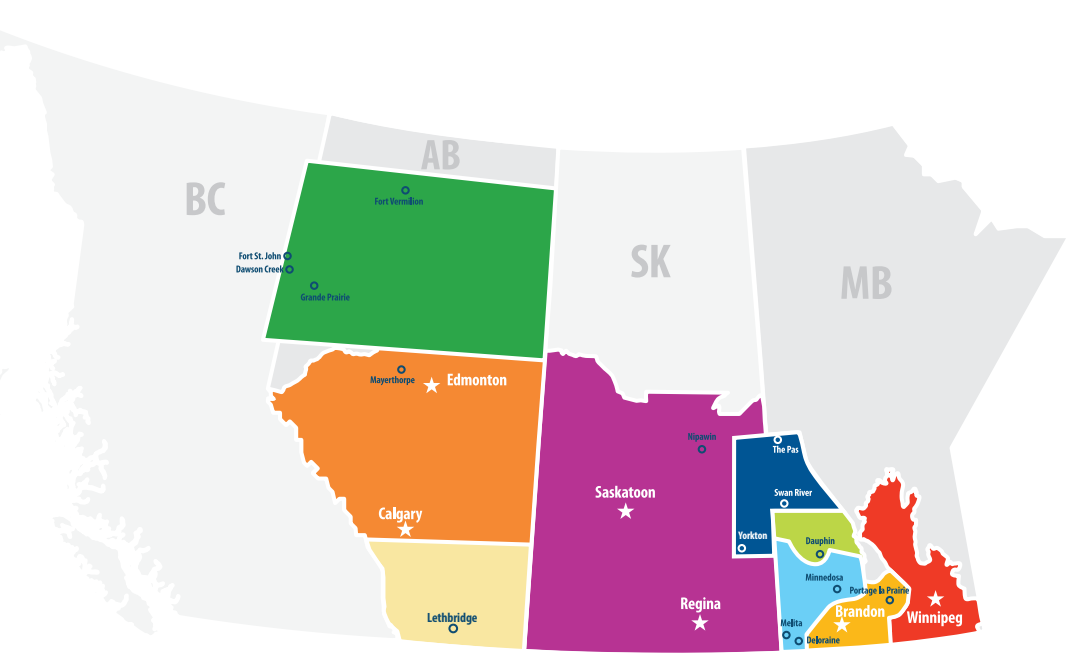 AB
BC
Fort Vermilion
Fort St. John
Dawson Creek
Grande Prairie
SK
MB
Mayerthorpe
Edmonton
Nipawin
The Pas
Saskatoon
Swan River
Calgary
Yorkton
Dauphin
Minnedosa
Portage la Prairie
Regina
Brandon
Lethbridge
Winnipeg
Melita
Deloraine